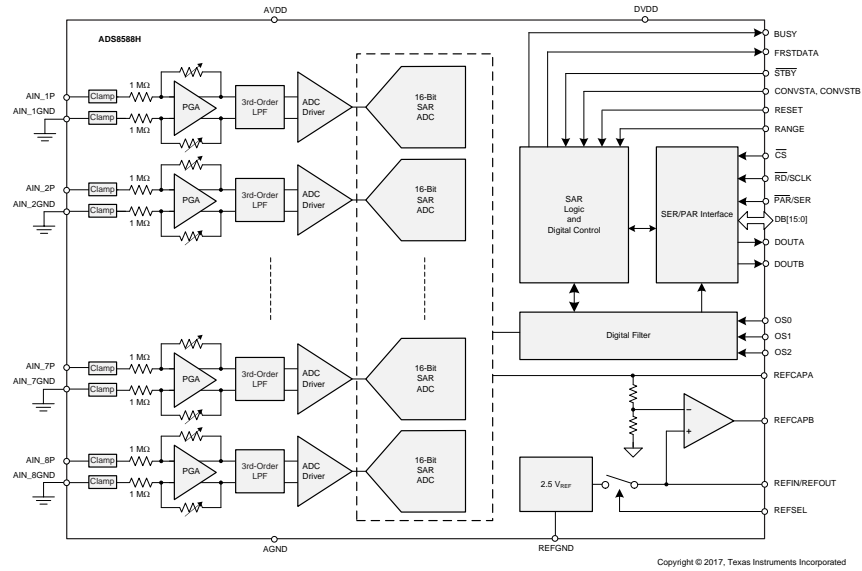 AVDD
DVDD
ADS8588H
AIN_1P
AIN_1GND
Clamp
Clamp
1 MΩ
1 MΩ
PGA
3rd-Order
LPF
ADC
Driver
16-Bit
SAR
ADC
AIN_2P
AIN_2GND
Clamp
Clamp
1 MΩ
1 MΩ
PGA
3rd-Order
LPF
ADC
Driver
16-Bit
SAR
ADC
AIN_7P
AIN_7GND
Clamp
Clamp
1 MΩ
1 MΩ
PGA
3rd-Order
LPF
ADC
Driver
16-Bit
SAR
ADC
AIN_8P
AIN_8GND
Clamp
Clamp
1 MΩ
1 MΩ
PGA
3rd-Order
LPF
ADC
Driver
16-Bit
SAR
ADC
SAR
Logic
and
Digital Control
SER/PAR Interface
Digital Filter
2.5 VREF
BUSY
FRSTDATA
STBY
CONVSTA, CONVSTB
RESET
RANGE
CS
RD/SCLK
PAR/SER
DB[15:0]
DOUTA
DOUTB
OS0
OS1
OS2
REFCAPA
−
+
REFCAPB
REFIN/REFOUT
REFSEL
AGND
REFGND
Copyright © 2017, Texas Instruments Incorporated